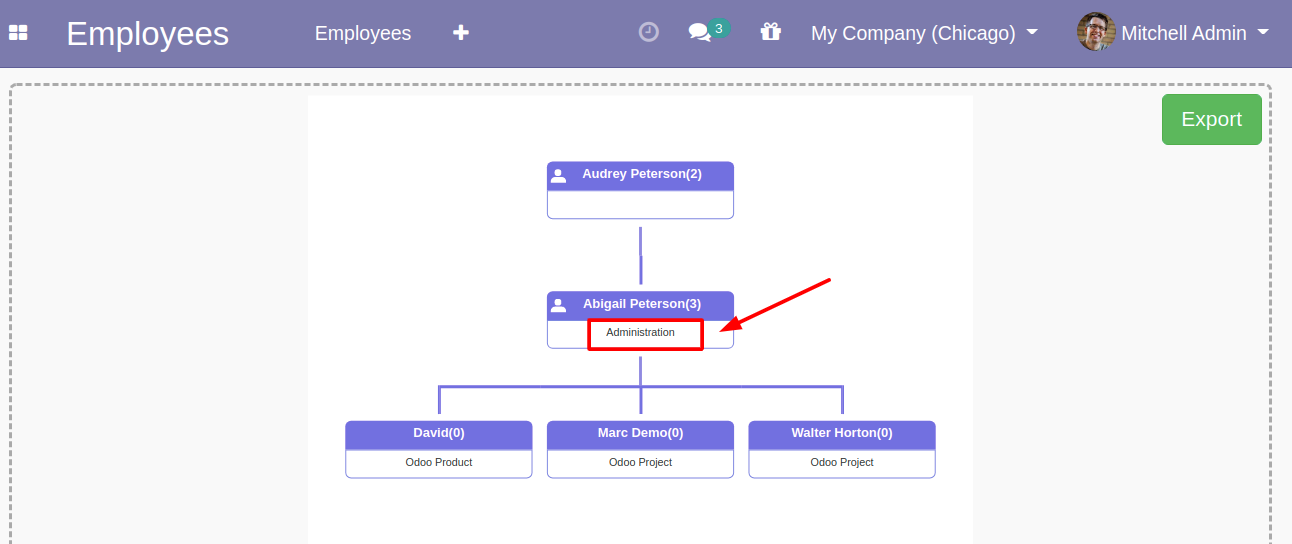 Employees Employees 3 My Company (Chicago) Mitchell Admin
Export
Audrey Peterson(2)
Abigail Peterson(3)
Administration
David(0) Marc Demo(0) Walter Horton(0)
Odoo Product Odoo Project Odoo Project